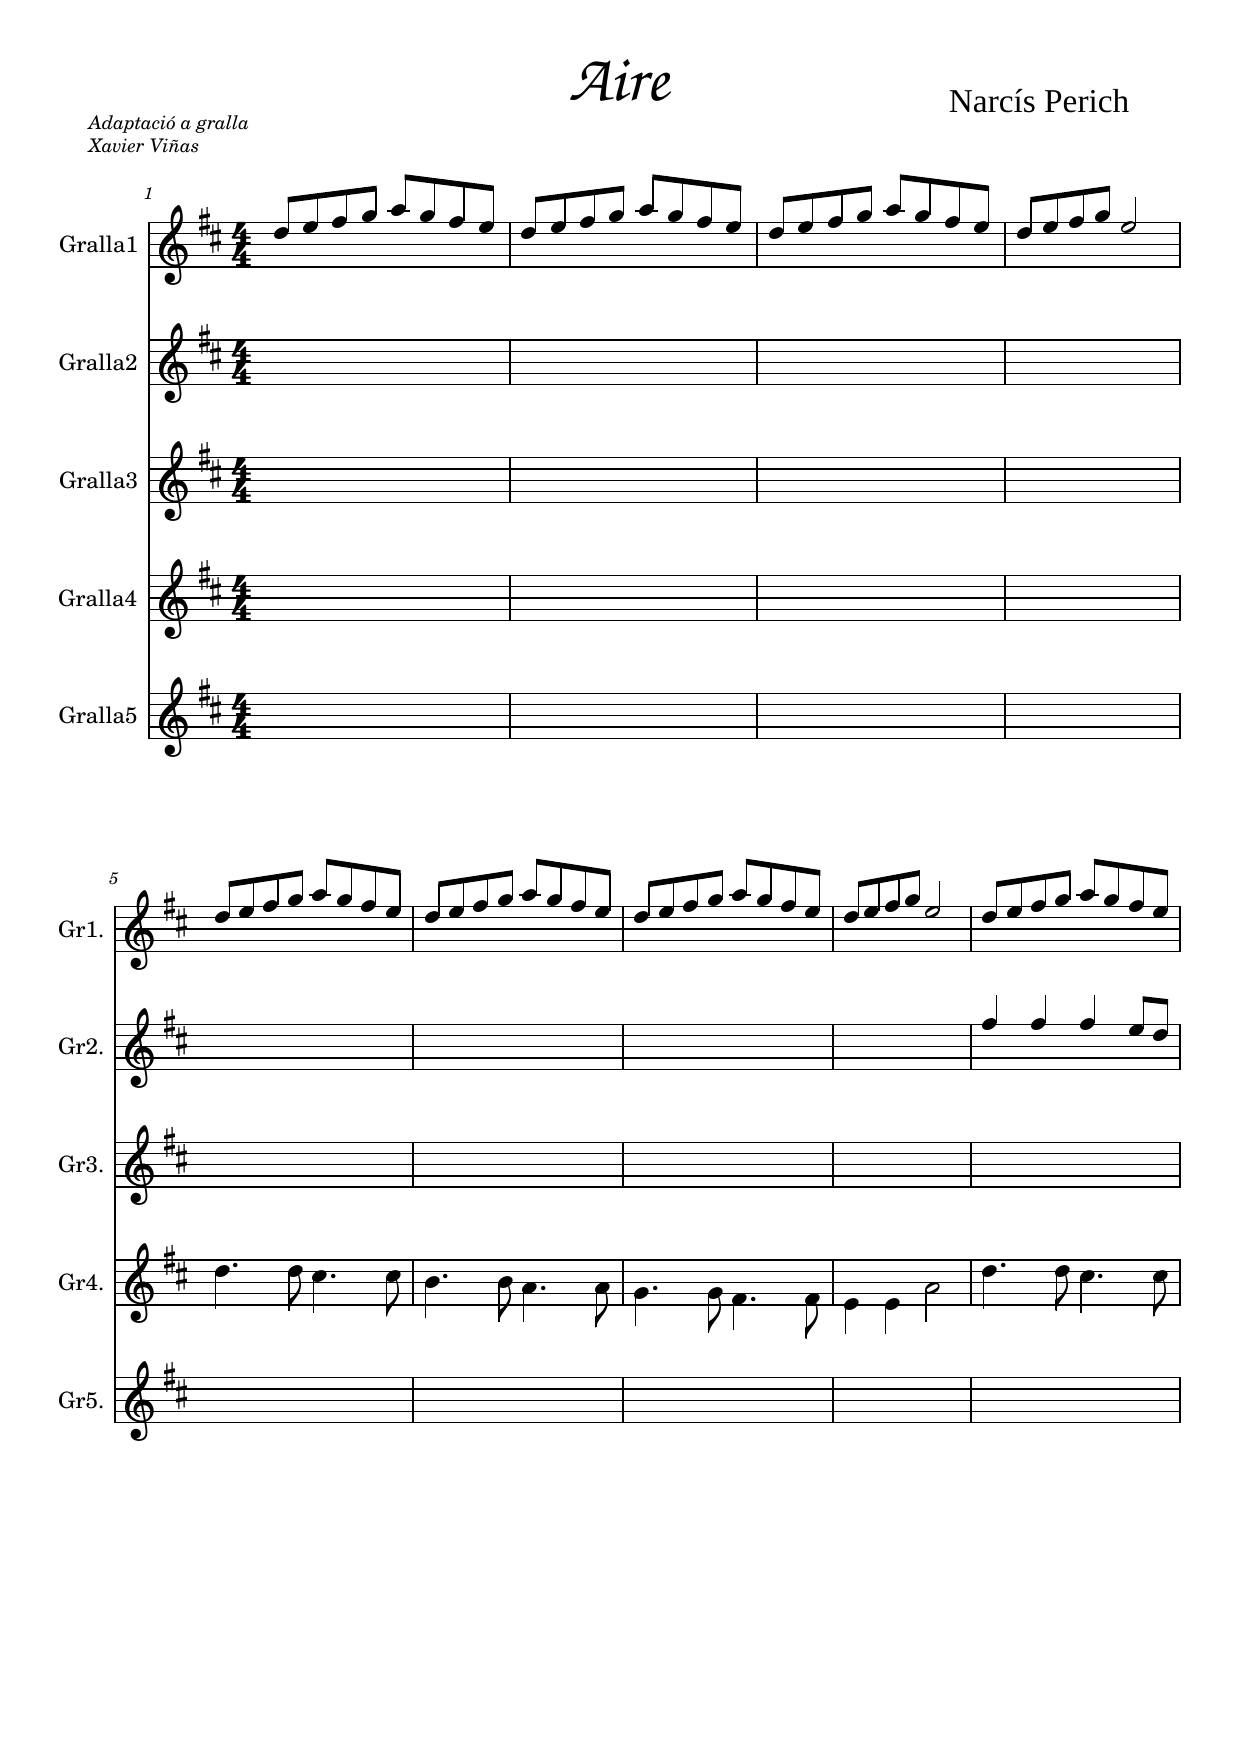 Aire
Narcís Perich
Adaptació a gralla
Xavier Viñas
1
Gralla1
Gralla2
Gralla3
Gralla4
Gralla5
5
Gr1.
Gr2.
Gr3.
Gr4.
Gr5.